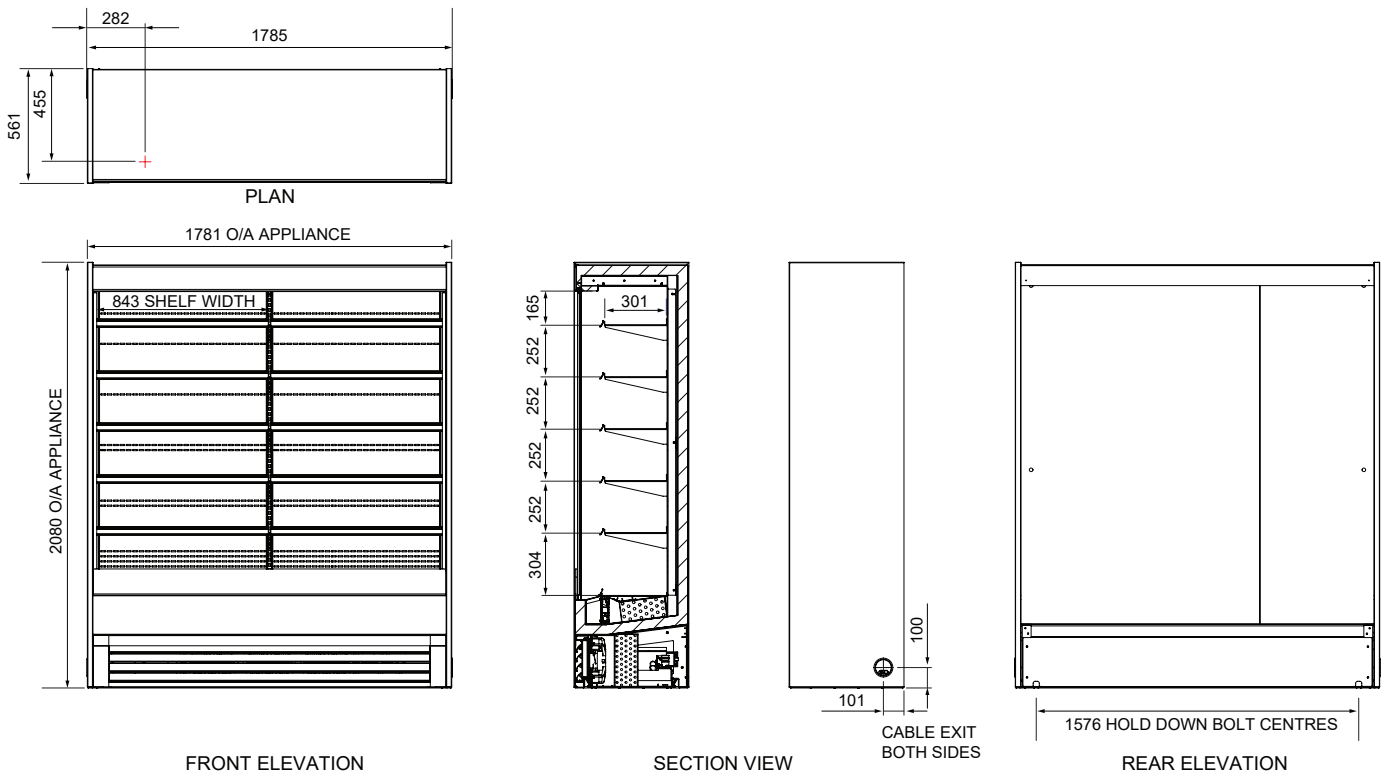 282
1785
561
455
PLAN
1781 O/A APPLIANCE
2080 O/A APPLIANCE
843 SHELF WIDTH
165
301
252
252
252
252
304
100
101
CABLE EXIT
BOTH SIDES
1576 HOLD DOWN BOLT CENTRES
FRONT ELEVATION
SECTION VIEW
REAR ELEVATION